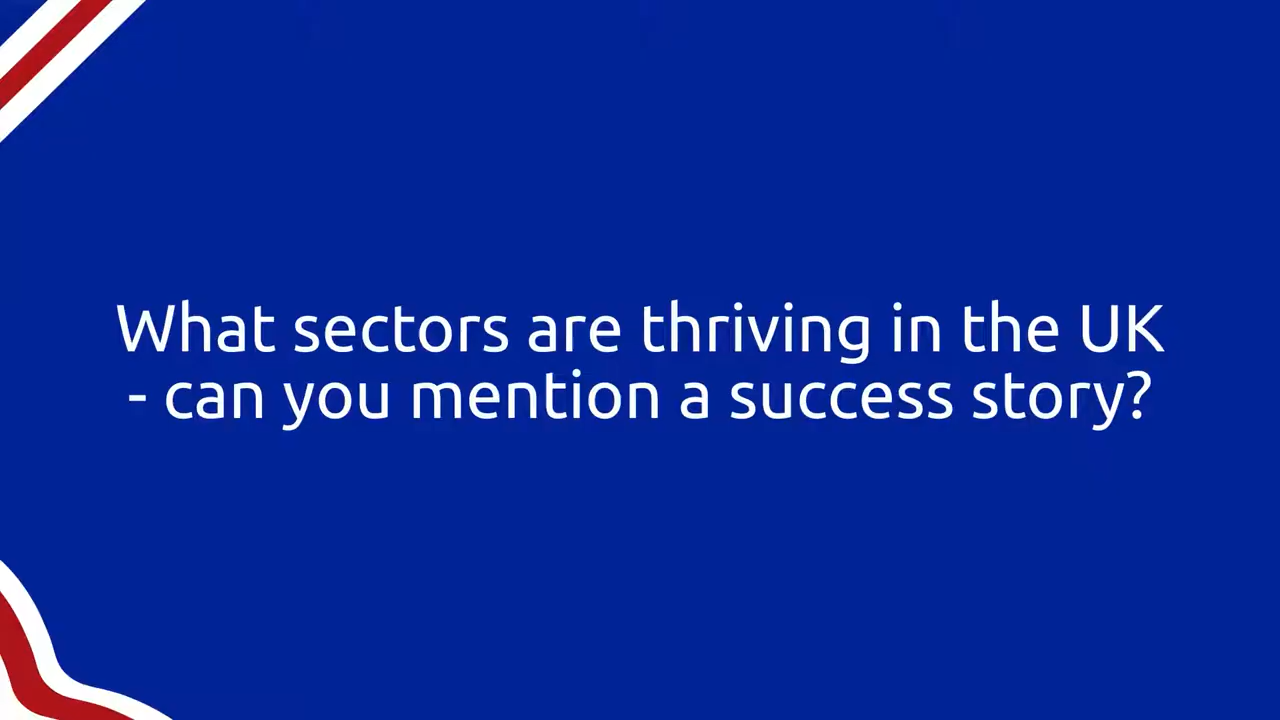 What sectors are thriving in the UK
- can you mention a success story?